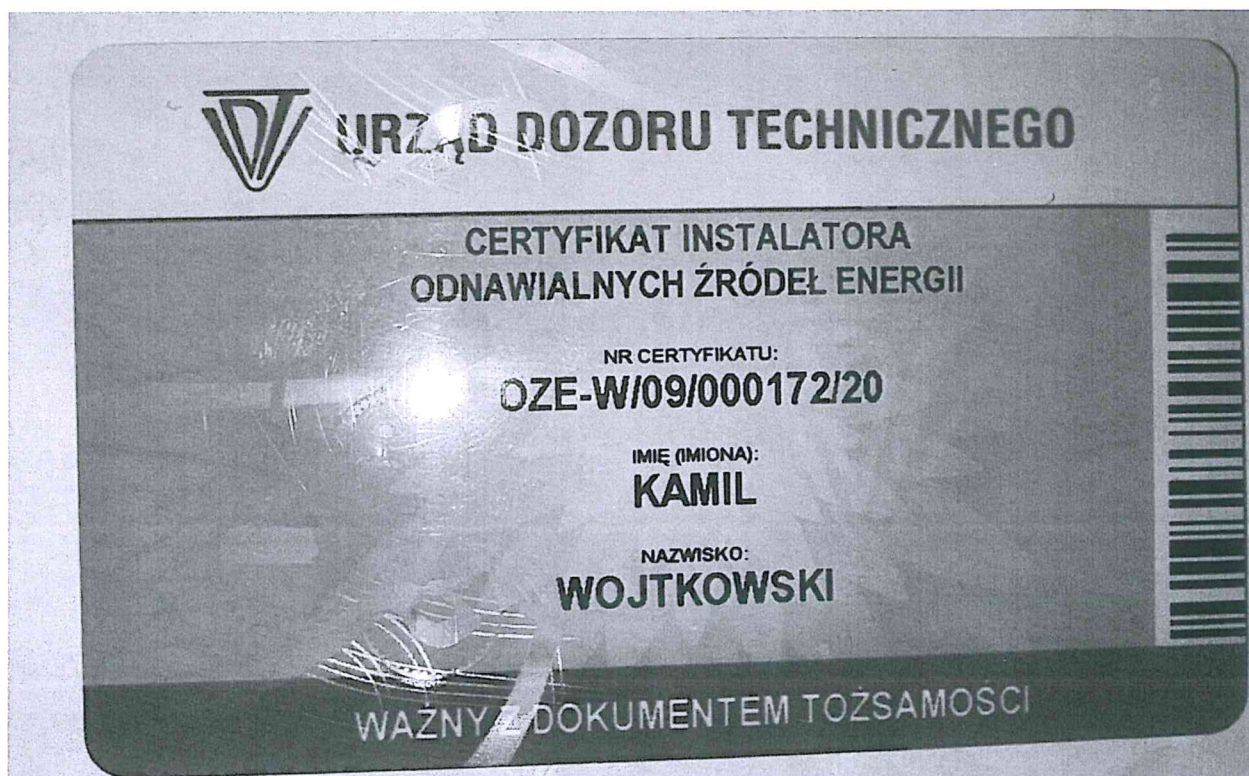 UDT URZĄD DOZORU TECHNICZNEGO
CERTYFIKAT INSTALATORA
ODNAWIALNYCH ŹRÓDEŁ ENERGII
NR CERTYFIKATU:
OZE-W/09/000172/20
IMIĘ (IMIONA):
KAMIL
NAZWISKO:
WOJTKOWSKI
WAŻNY Z DOKUMENTEM TOŻSAMOŚCI